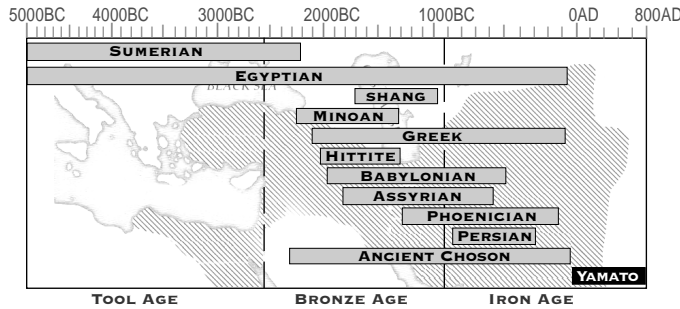 5000BC 4000BC 3000BC 2000BC 1000BC 0AD 800AD
SUMERIAN
EGYPTIAN
BLACK SEA
SHANG
MINOAN
GREEK
HITTITE
BABYLONIAN
ASSYRIAN
PHOENICIAN
PERSIAN
ANCIENT CHOSON
YAMATO
TOOL AGE BRONZE AGE IRON AGE